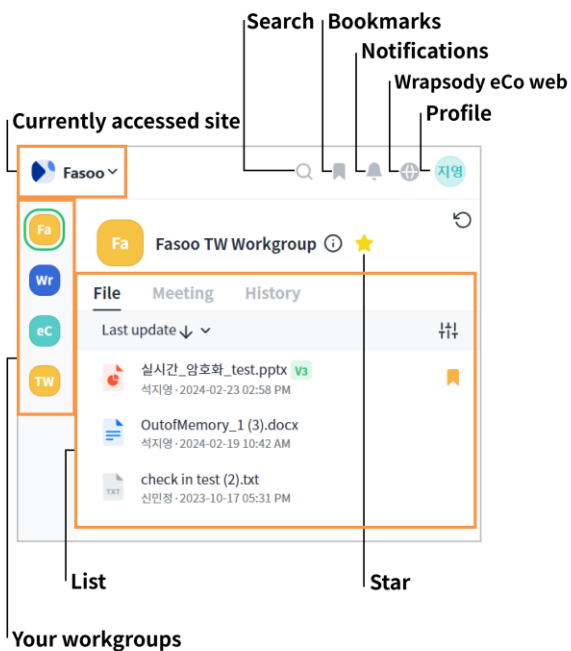 Search
Bookmarks
Notifications
Wrapsody eCo web
Profile
Currently accessed site
Fasoo
지영
Fa
Wr
eC
TW
Fa
Fasoo TW Workgroup
File Meeting History
Last update
실시간_암호화_test.pptx V3
석지영·2024-02-23 02:58 PM
OutofMemory_1 (3).docx
석지영·2024-02-19 10:42 AM
TXT
check in test (2).txt
신민정·2023-10-17 05:31 PM
List
Star
Your workgroups